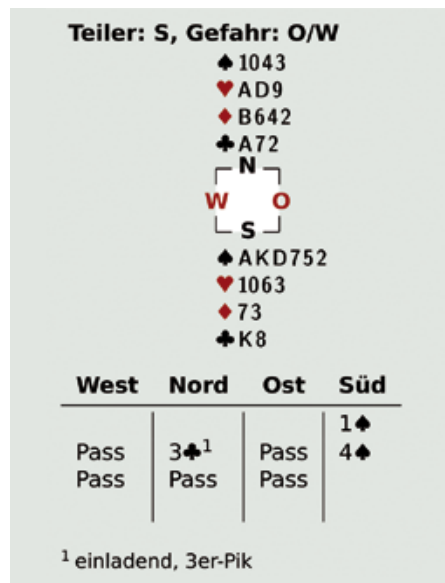 Teiler: S, Gefahr: O/W
♠ 1043
♥ AD9
♦ B642
♣ A72
N
W O
S
♠ AKD752
♥ 1063
♦ 73
♣ K8
West Nord Ost Süd
1♠
Pass 3♣¹ Pass 4♠
Pass Pass Pass
¹ einladend, 3er-Pik